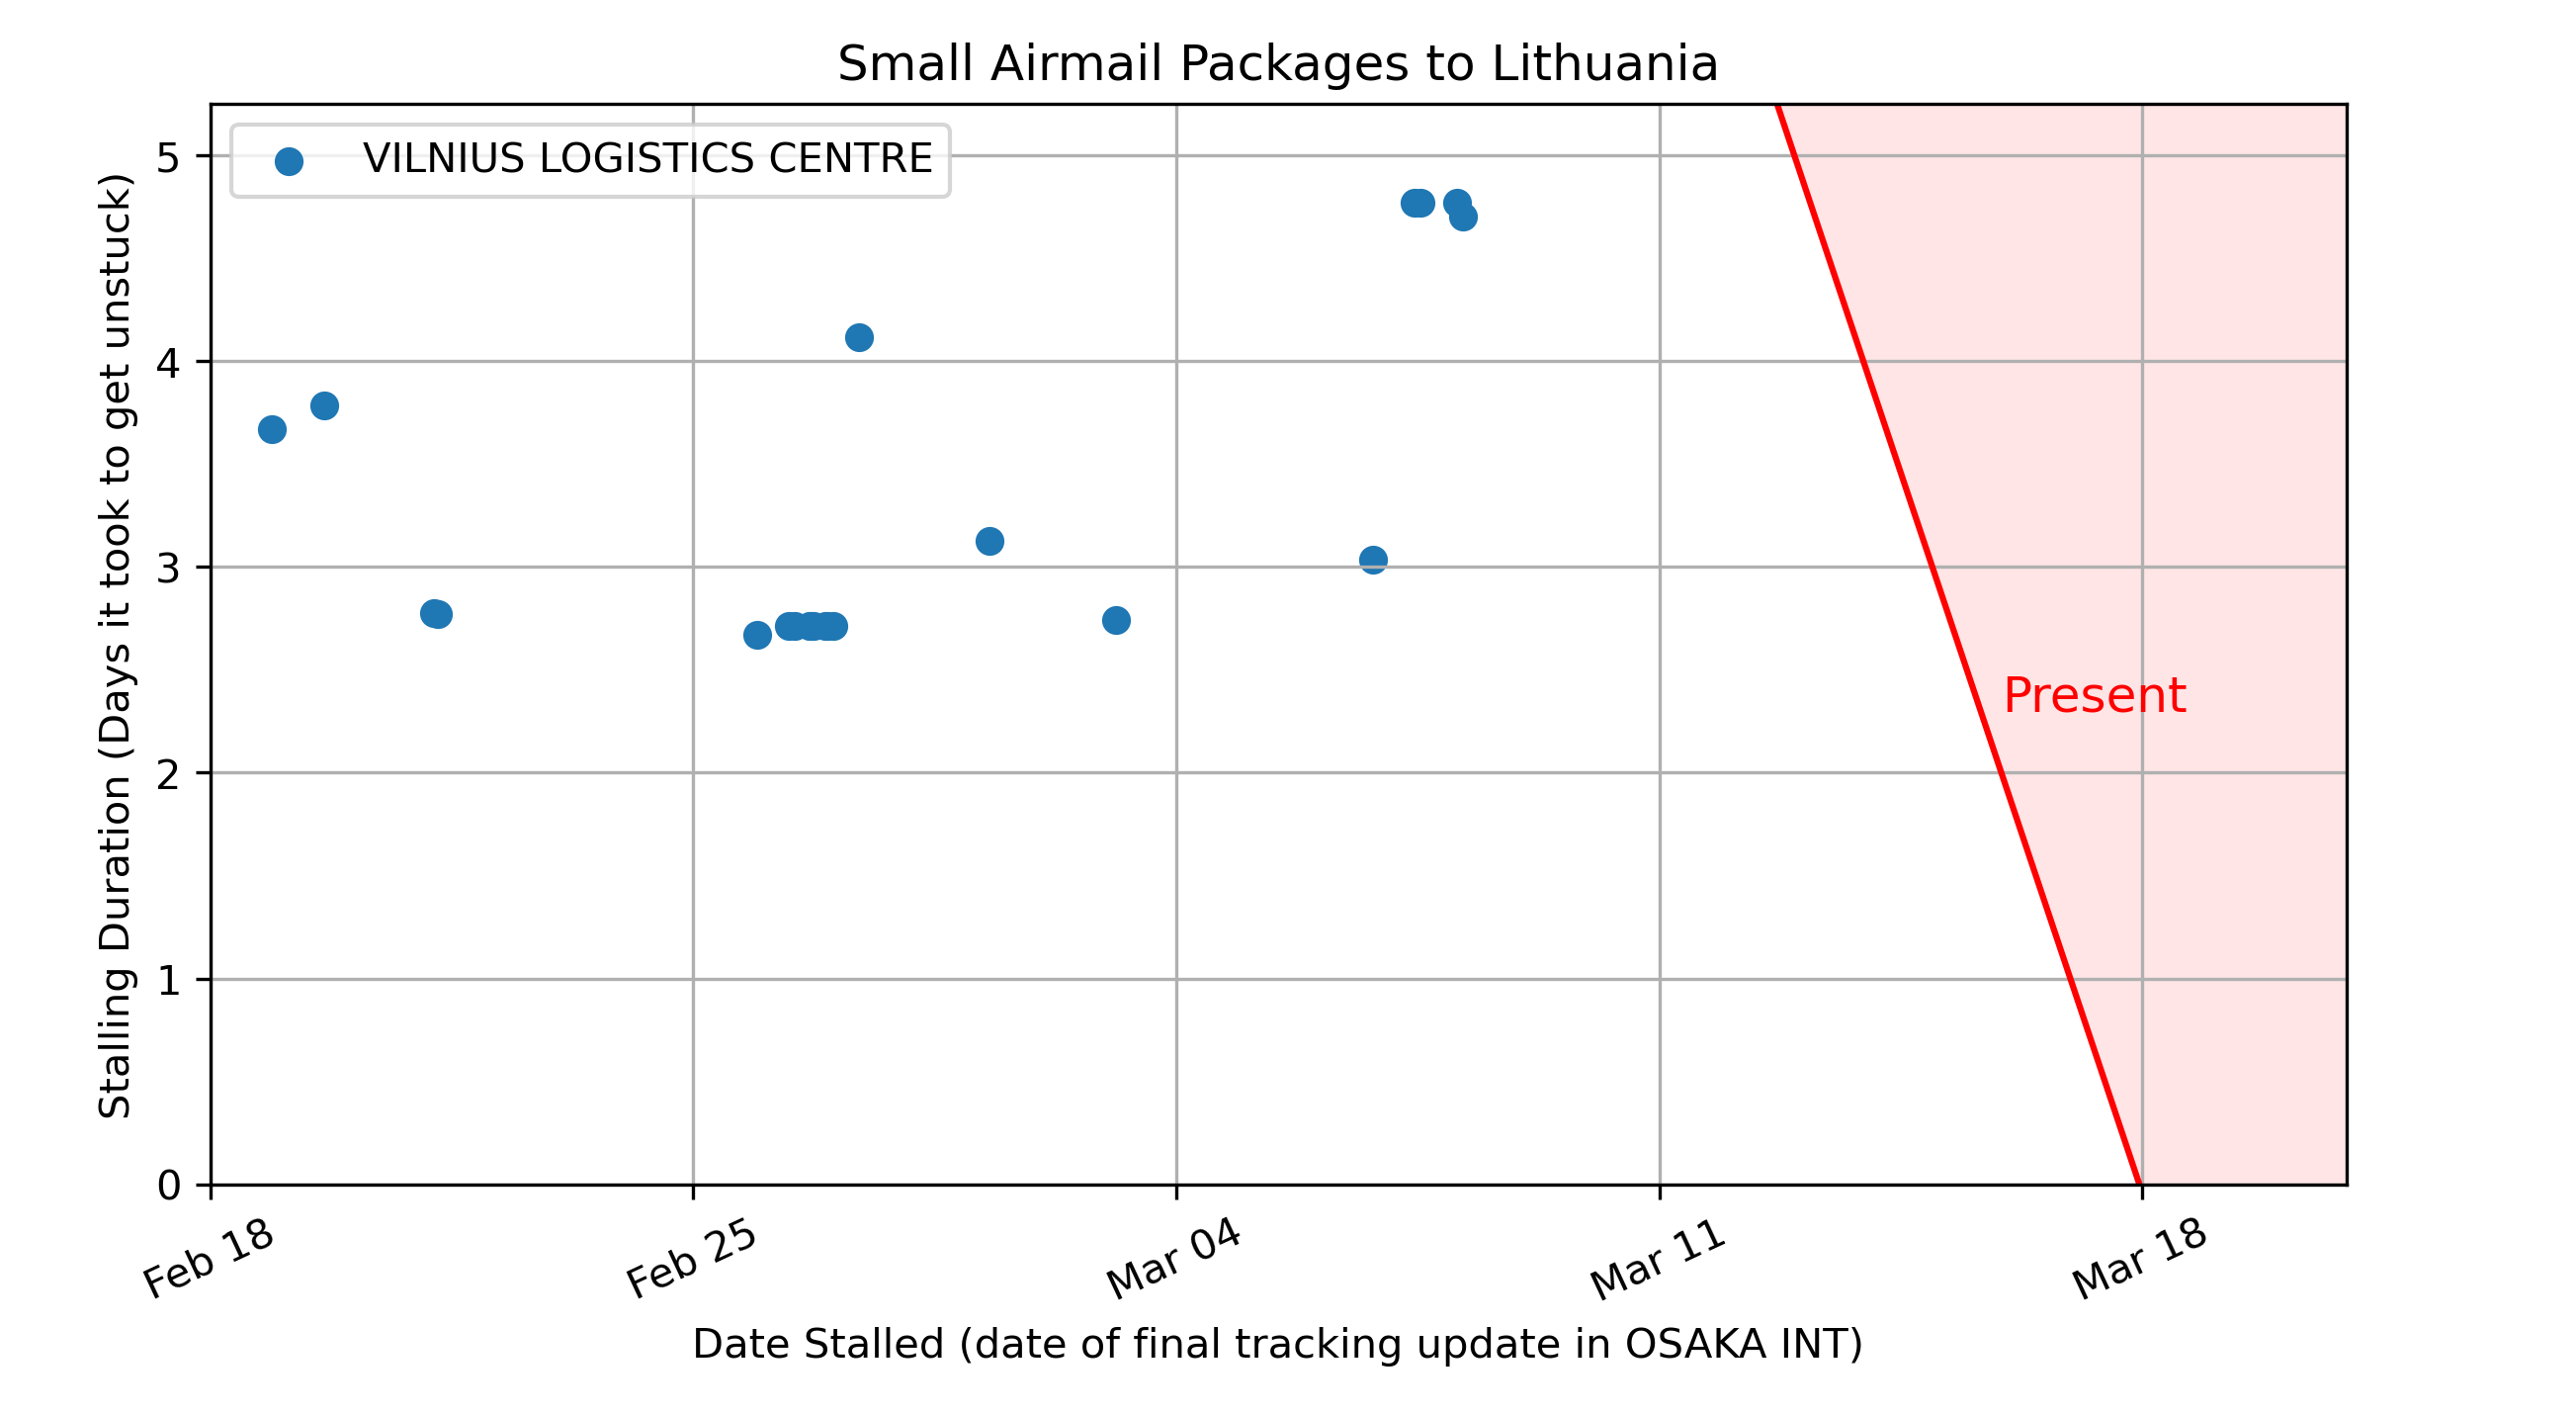 Small Airmail Packages to Lithuania
VILNIUS LOGISTICS CENTRE
Stalling Duration (Days it took to get unstuck)
5
4
3
2
1
0
Present
Feb 18
Feb 25
Mar 04
Mar 11
Mar 18
Date Stalled (date of final tracking update in OSAKA INT)